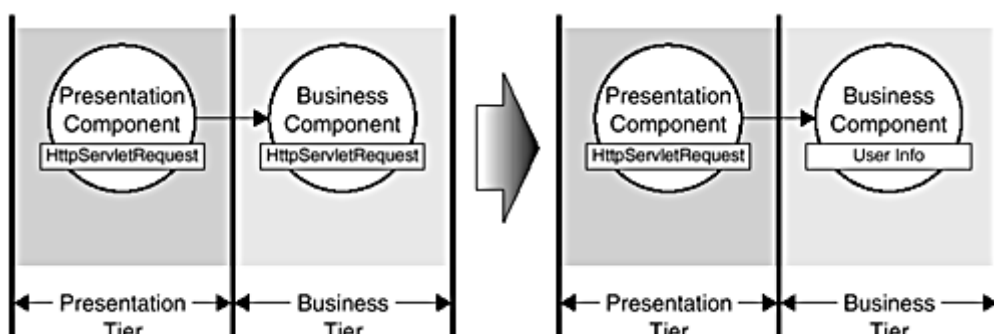 Presentation
Component
HttpServletRequest
Business
Component
HttpServletRequest
Presentation
Tier
Business
Tier
Presentation
Component
HttpServletRequest
Business
Component
User Info
Presentation
Tier
Business
Tier